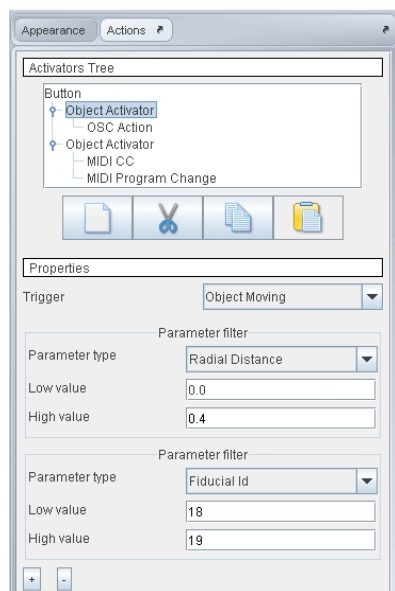 Appearance Actions
Activators Tree
Button
Object Activator
OSC Action
Object Activator
MIDI CC
MIDI Program Change
Properties
Trigger Object Moving
Parameter filter
Parameter type Radial Distance
Low value 0.0
High value 0.4
Parameter filter
Parameter type Fiducial Id
Low value 18
High value 19
+ -